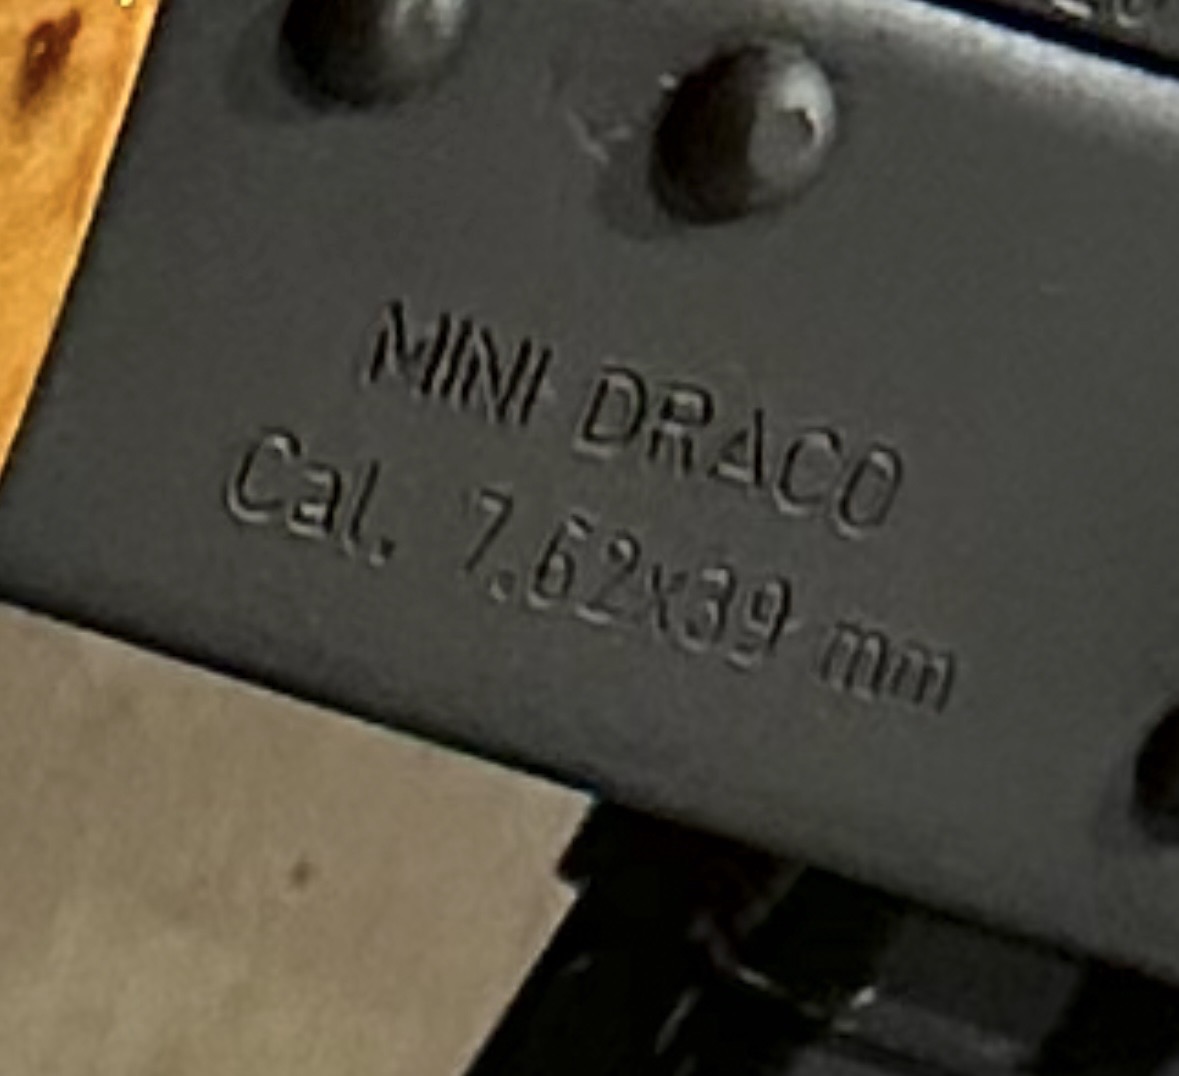 MINI DRACO
Cal. 7.62x39 mm